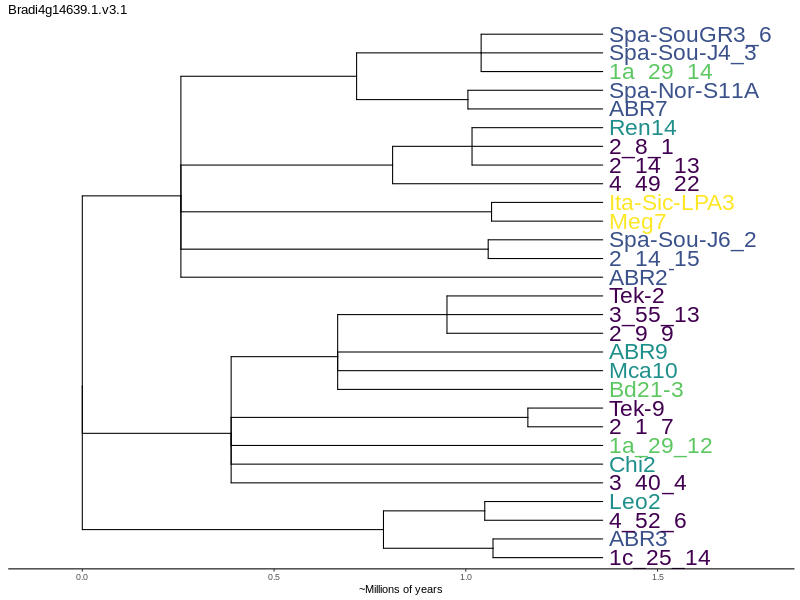 Bradi4g14639.1.v3.1
Spa-SouGR3_6
Spa-Sou-J4_3
1a_29_14
Spa-Nor-S11A
ABR7
Ren14
2_8_1
2_14_13
4_49_22
Ita-Sic-LPA3
Meg7
Spa-Sou-J6_2
2_14_15
ABR2
Tek-2
3_55_13
2_9_9
ABR9
Mca10
Bd21-3
Tek-9
2_1_7
1a_29_12
Chi2
3_40_4
Leo2
4_52_6
ABR3
1c_25_14
0.0 0.5 1.0 1.5
~Millions of years